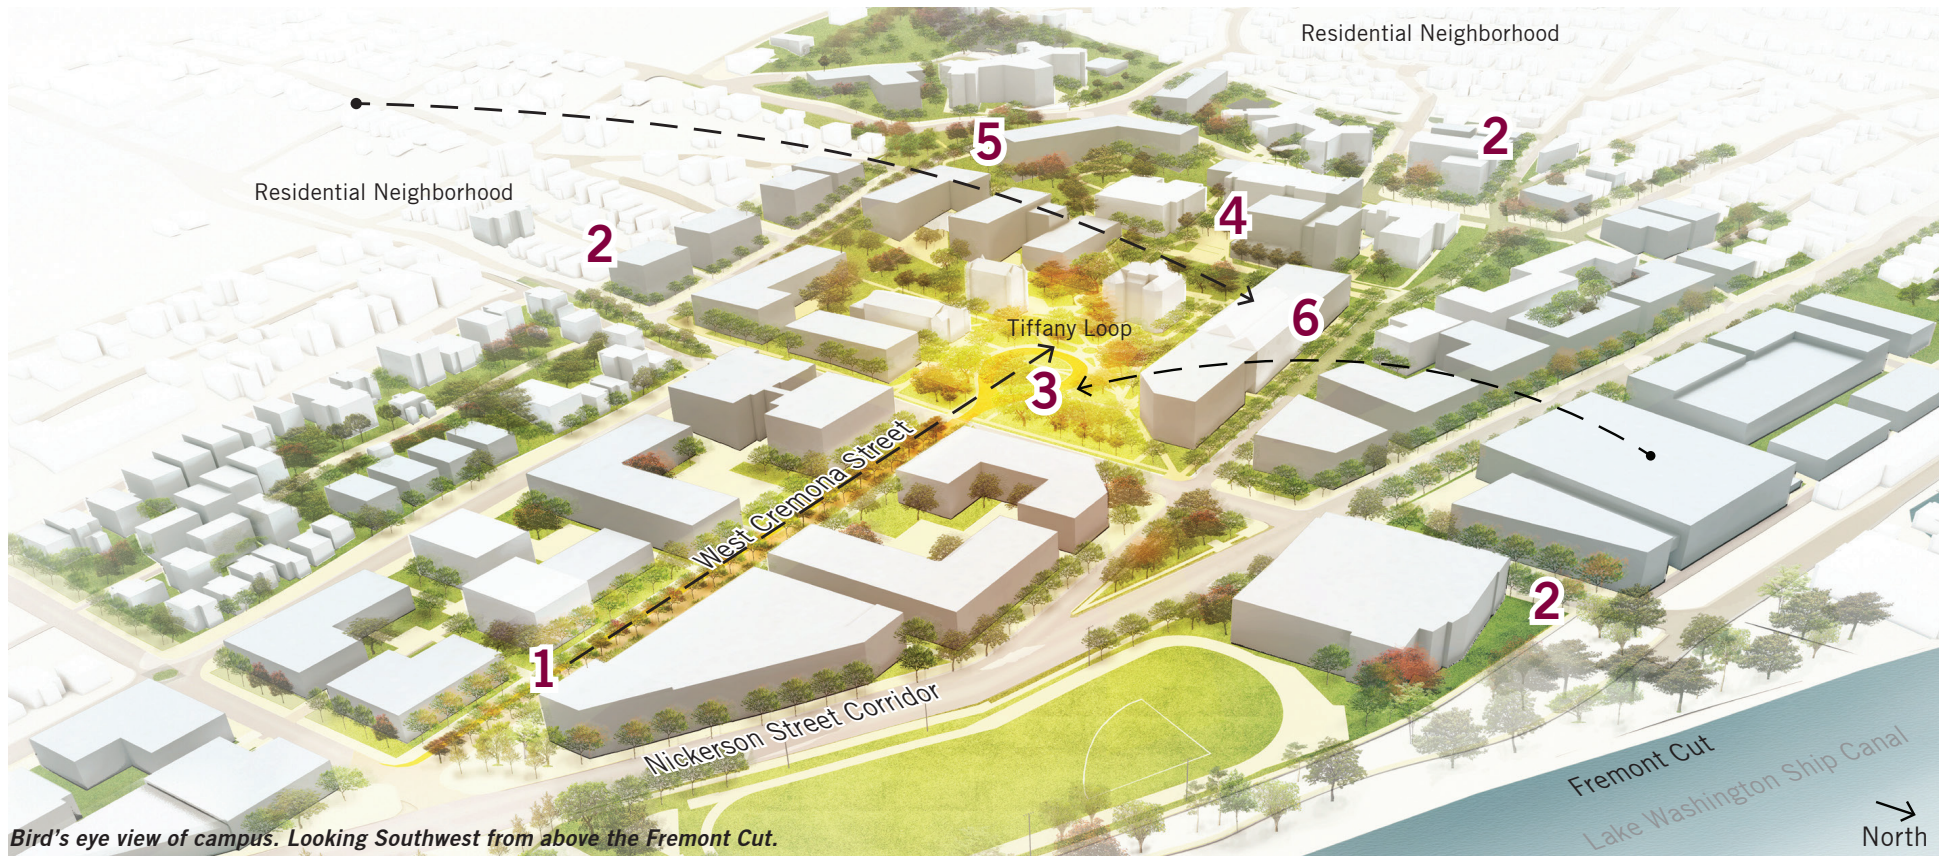 Residential Neighborhood
2
5
Residential Neighborhood
2
4
6
Tiffany Loop
3
West Cremona Street
2
1
Nickerson Street Corridor
Fremont Cut
Lake Washington Ship Canal
North
Bird's eye view of campus. Looking Southwest from above the Fremont Cut.